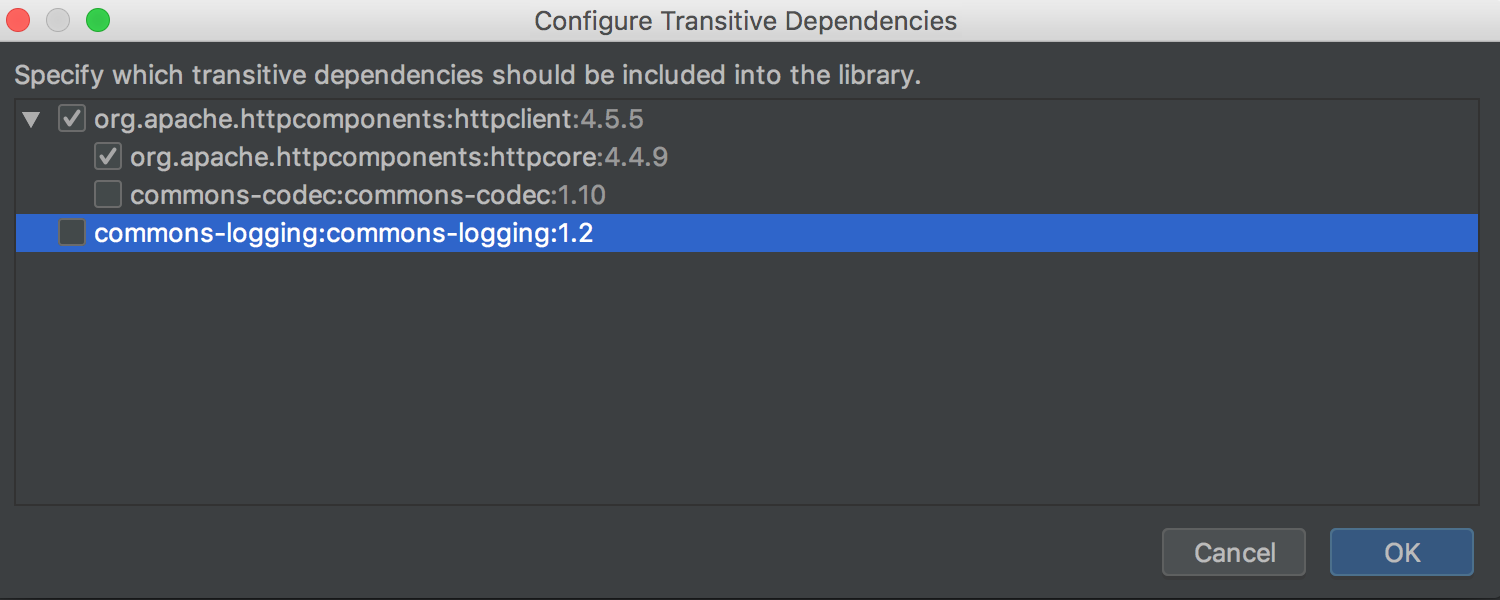 Configure Transitive Dependencies
Specify which transitive dependencies should be included into the library.
org.apache.httpcomponents:httpclient:4.5.5
org.apache.httpcomponents:httpcore:4.4.9
commons-codec:commons-codec:1.10
commons-logging:commons-logging:1.2
Cancel OK